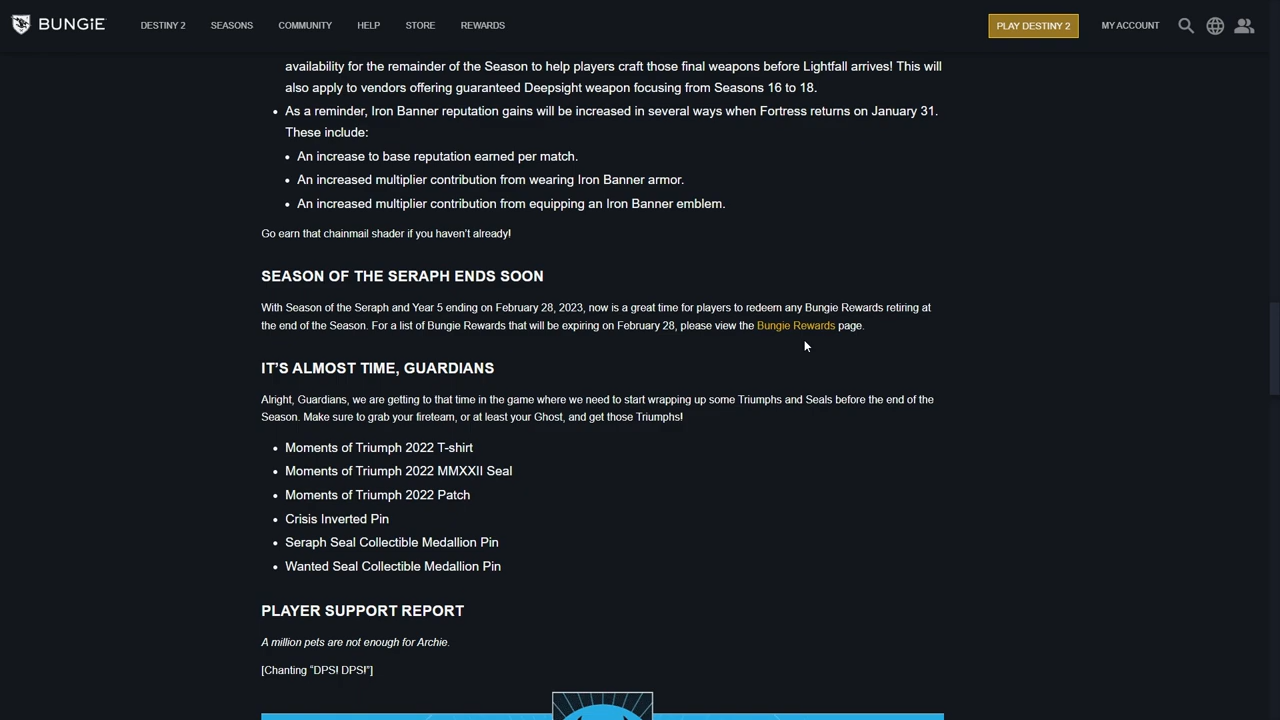 BUNGiE DESTINY 2 SEASONS COMMUNITY HELP STORE REWARDS PLAY DESTINY 2 MY ACCOUNT
availability for the remainder of the Season to help players craft those final weapons before Lightfall arrives! This will
also apply to vendors offering guaranteed Deepsight weapon focusing from Seasons 16 to 18.
• As a reminder, Iron Banner reputation gains will be increased in several ways when Fortress returns on January 31.
These include:
• An increase to base reputation earned per match.
• An increased multiplier contribution from wearing Iron Banner armor.
• An increased multiplier contribution from equipping an Iron Banner emblem.
Go earn that chainmail shader if you haven't already!
SEASON OF THE SERAPH ENDS SOON
With Season of the Seraph and Year 5 ending on February 28, 2023, now is a great time for players to redeem any Bungie Rewards retiring at
the end of the Season. For a list of Bungie Rewards that will be expiring on February 28, please view the Bungie Rewards page.
IT'S ALMOST TIME, GUARDIANS
Alright, Guardians, we are getting to that time in the game where we need to start wrapping up some Triumphs and Seals before the end of the
Season. Make sure to grab your fireteam, or at least your Ghost, and get those Triumphs!
• Moments of Triumph 2022 T-shirt
• Moments of Triumph 2022 MMXXII Seal
• Moments of Triumph 2022 Patch
• Crisis Inverted Pin
• Seraph Seal Collectible Medallion Pin
• Wanted Seal Collectible Medallion Pin
PLAYER SUPPORT REPORT
A million pets are not enough for Archie.
[Chanting "DPS! DPS!"]